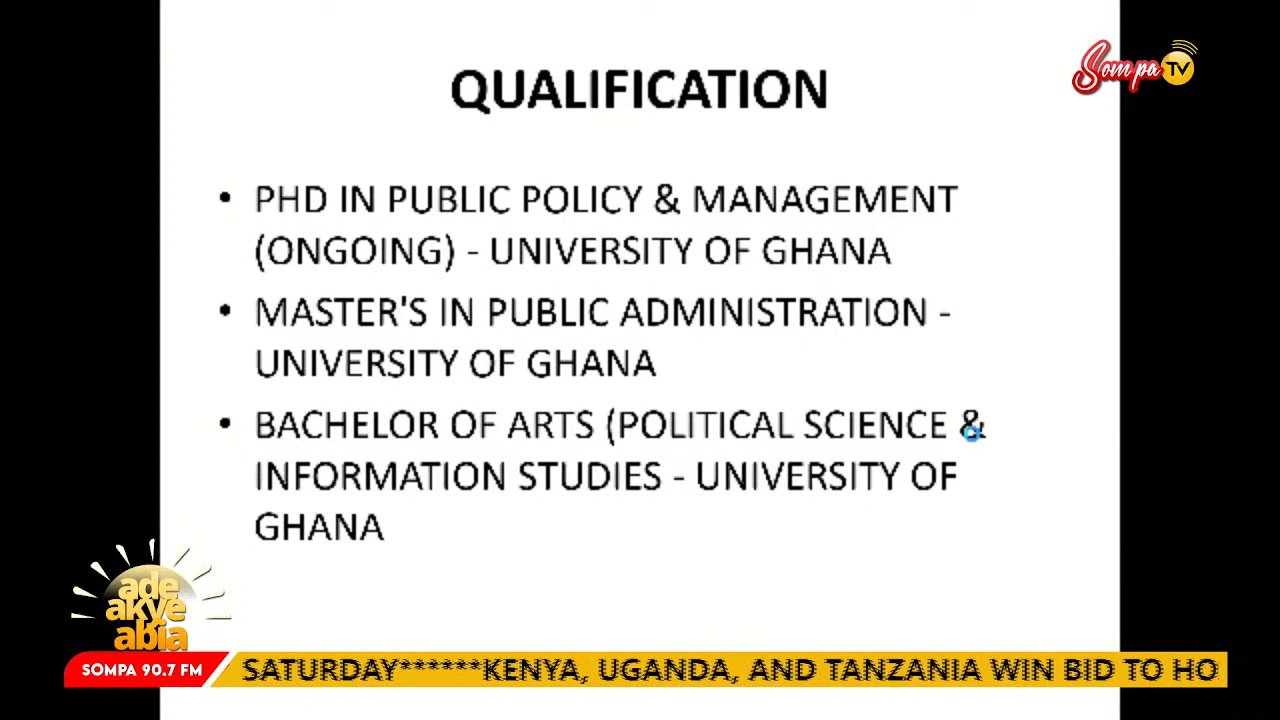 QUALIFICATION
Sompa TV
• PHD IN PUBLIC POLICY & MANAGEMENT
(ONGOING) - UNIVERSITY OF GHANA
• MASTER'S IN PUBLIC ADMINISTRATION -
UNIVERSITY OF GHANA
• BACHELOR OF ARTS (POLITICAL SCIENCE &
INFORMATION STUDIES - UNIVERSITY OF
GHANA
ade
akye
abia
SOMPA 90.7 FM
SATURDAY******KENYA, UGANDA, AND TANZANIA WIN BID TO HO